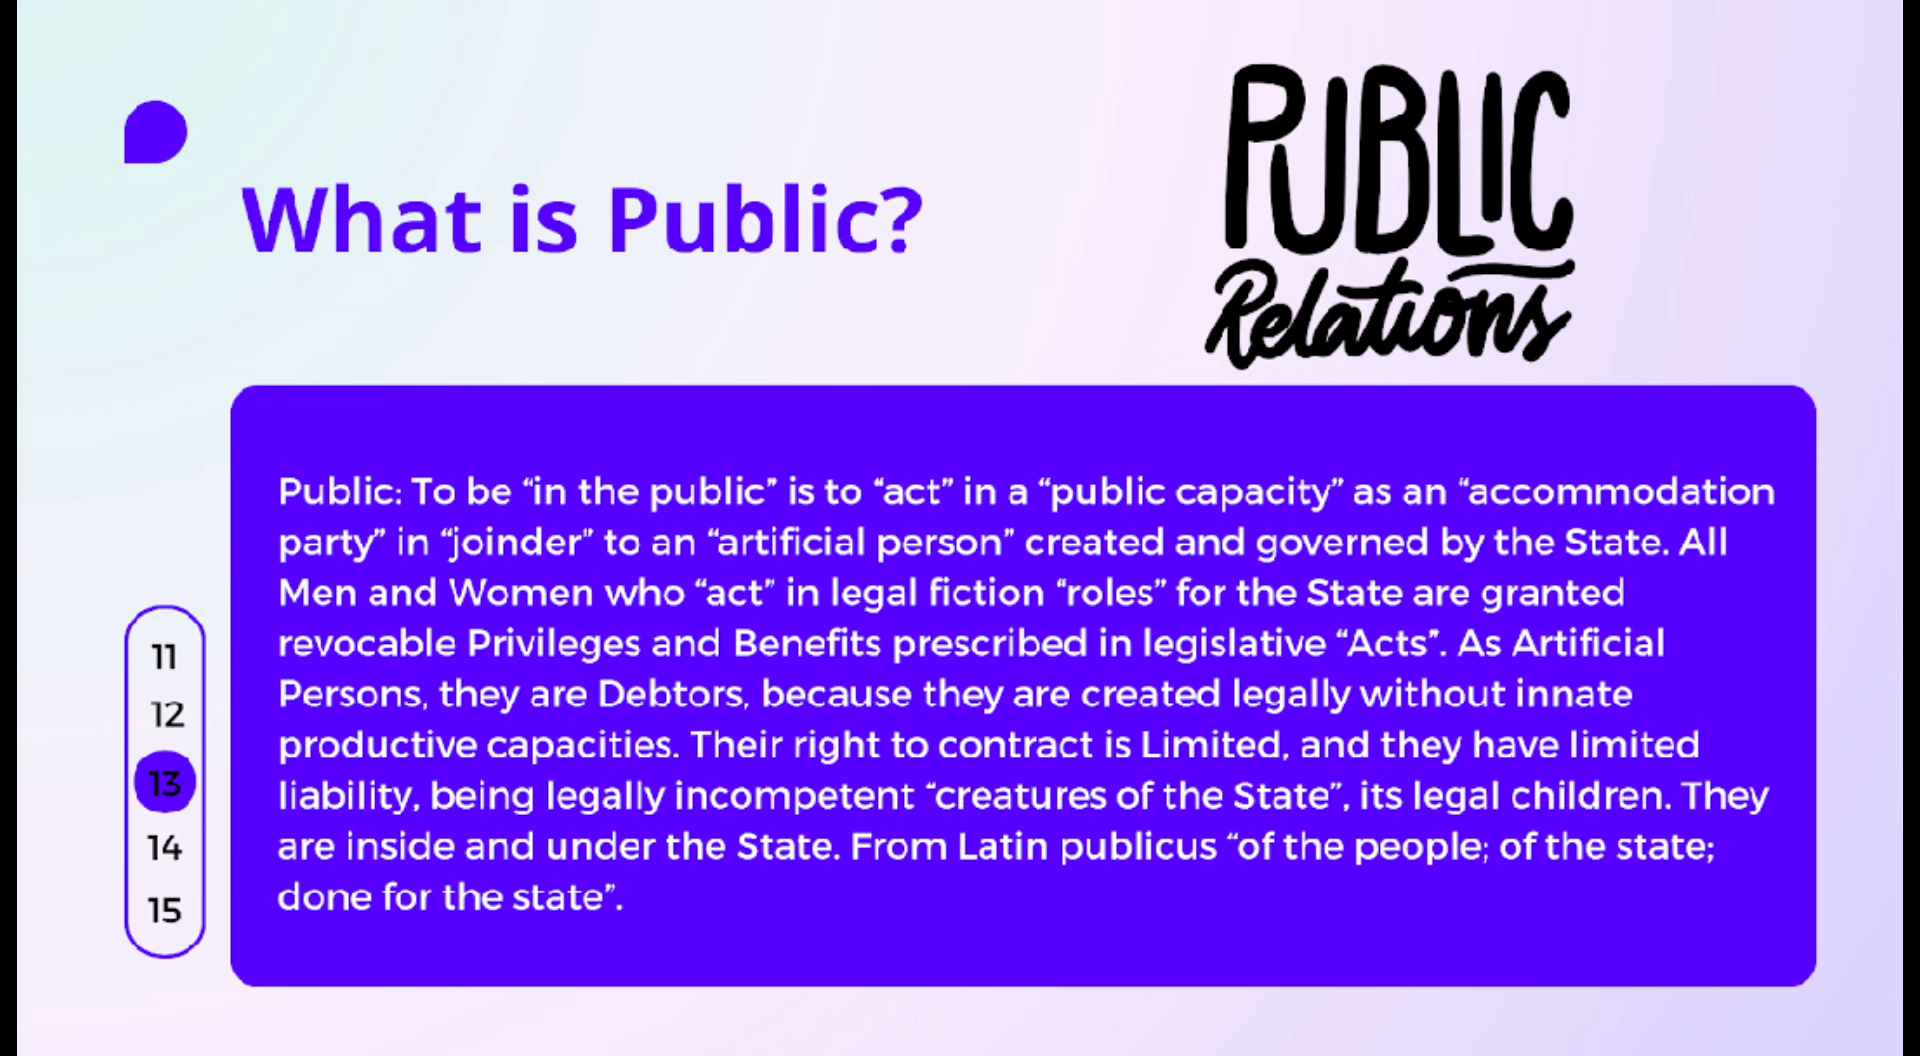 PUBLIC
Relations
What is Public?
Public: To be “in the public” is to “act” in a “public capacity” as an “accommodation
party” in “joinder” to an “artificial person” created and governed by the State. All
Men and Women who “act” in legal fiction “roles” for the State are granted
revocable Privileges and Benefits prescribed in legislative “Acts”. As Artificial
Persons, they are Debtors, because they are created legally without innate
productive capacities. Their right to contract is Limited, and they have limited
liability, being legally incompetent “creatures of the State”, its legal children. They
are inside and under the State. From Latin publicus “of the people; of the state;
done for the state”.
11
12
13
14
15